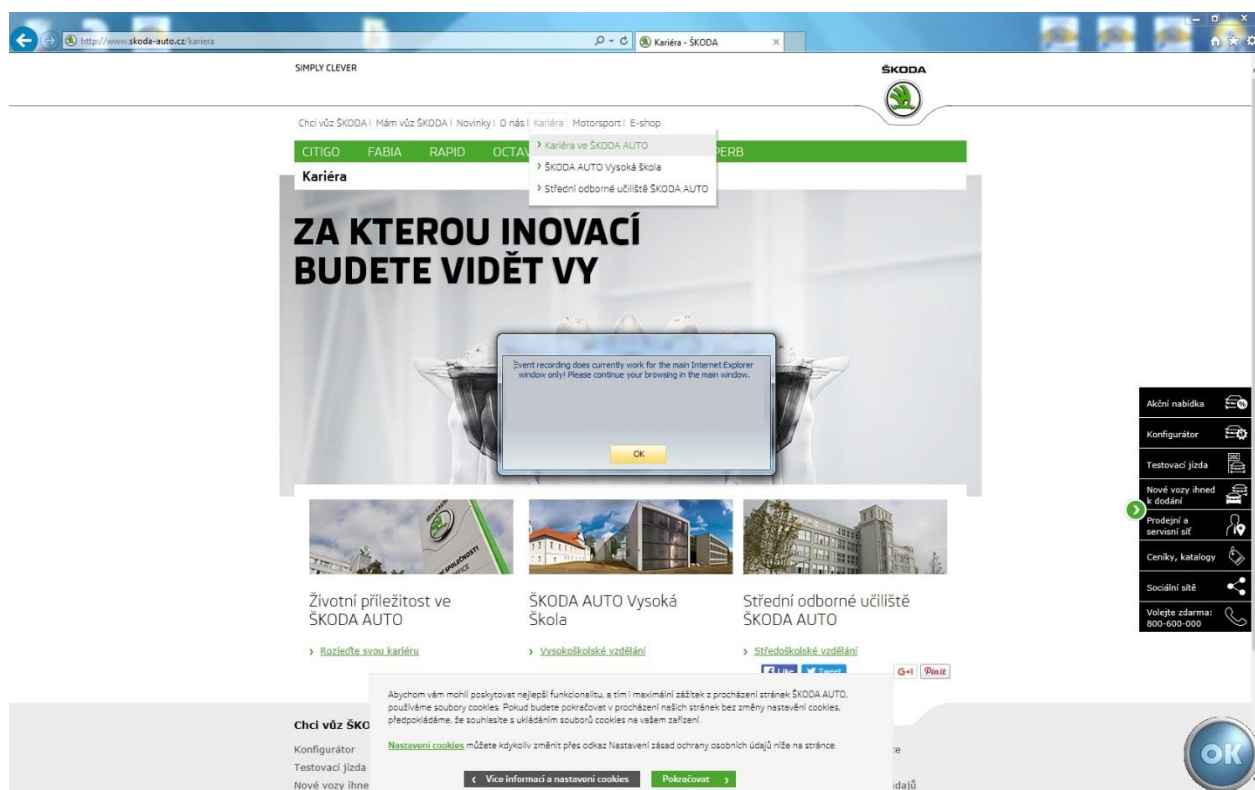 http://www.skoda-auto.cz/kariera
Kariéra - ŠKODA
SIMPLY CLEVER
ŠKODA
Chci vůz ŠKODA | Mám vůz ŠKODA | Novinky | O nás | Kariéra | Motorsport | E-shop
CITIGO FABIA RAPID OCTAV PERB
Kariéra ve ŠKODA AUTO
ŠKODA AUTO Vysoká škola
Střední odborné učiliště ŠKODA AUTO
Kariéra
ZA KTEROU INOVACÍ
BUDETE VIDĚT VY
Event recording does currently work for the main Internet Explorer
window only! Please continue your browsing in the main window.
OK
Akční nabídka
Konfigurátor
Testovací jízda
Nové vozy ihned
k dodání
Prodejní a
servisní síť
Ceníky, katalogy
Sociální sítě
Volejte zdarma:
800-600-000
Životní příležitost ve
ŠKODA AUTO
Rozjeďte svou kariéru
ŠKODA AUTO Vysoká
Škola
Vysokoškolské vzdělání
Střední odborné učiliště
ŠKODA AUTO
Středoškolské vzdělání
Like Tweet G+1 Pin it
Abychom vám mohli poskytovat nejlepší funkcionalitu, a tím i maximální zážitek z procházení stránek ŠKODA AUTO,
používáme soubory cookies. Pokud budete pokračovat v procházení našich stránek bez změny nastavění cookies,
předpokládáme, že souhlasíte s ukládáním souborů cookies na vašem zařízení.
Nastavení cookies můžete kdykoliv změnit přes odkaz Nastavení zásad ochrany osobních údajů níže na stránce.
Více informací a nastavení cookies
Pokračovat
Chci vůz ŠKO
Konfigurátor
Testovací jízda
Nové vozy ihne
údajů
OK